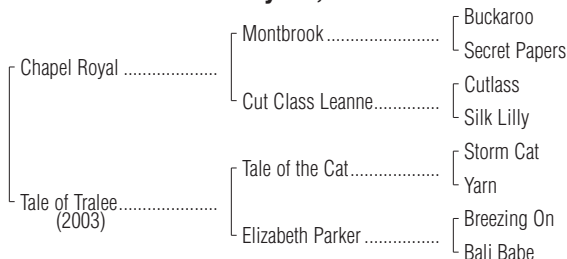 Buckaroo
Montbrook....................
Secret Papers
Chapel Royal ....................
Cutlass
Cut Class Leanne..............
Silk Lilly
Storm Cat
Tale of the Cat...................
Yarn
Tale of Tralee.....................
(2003)
Breezing On
Elizabeth Parker ................
Bali Babe